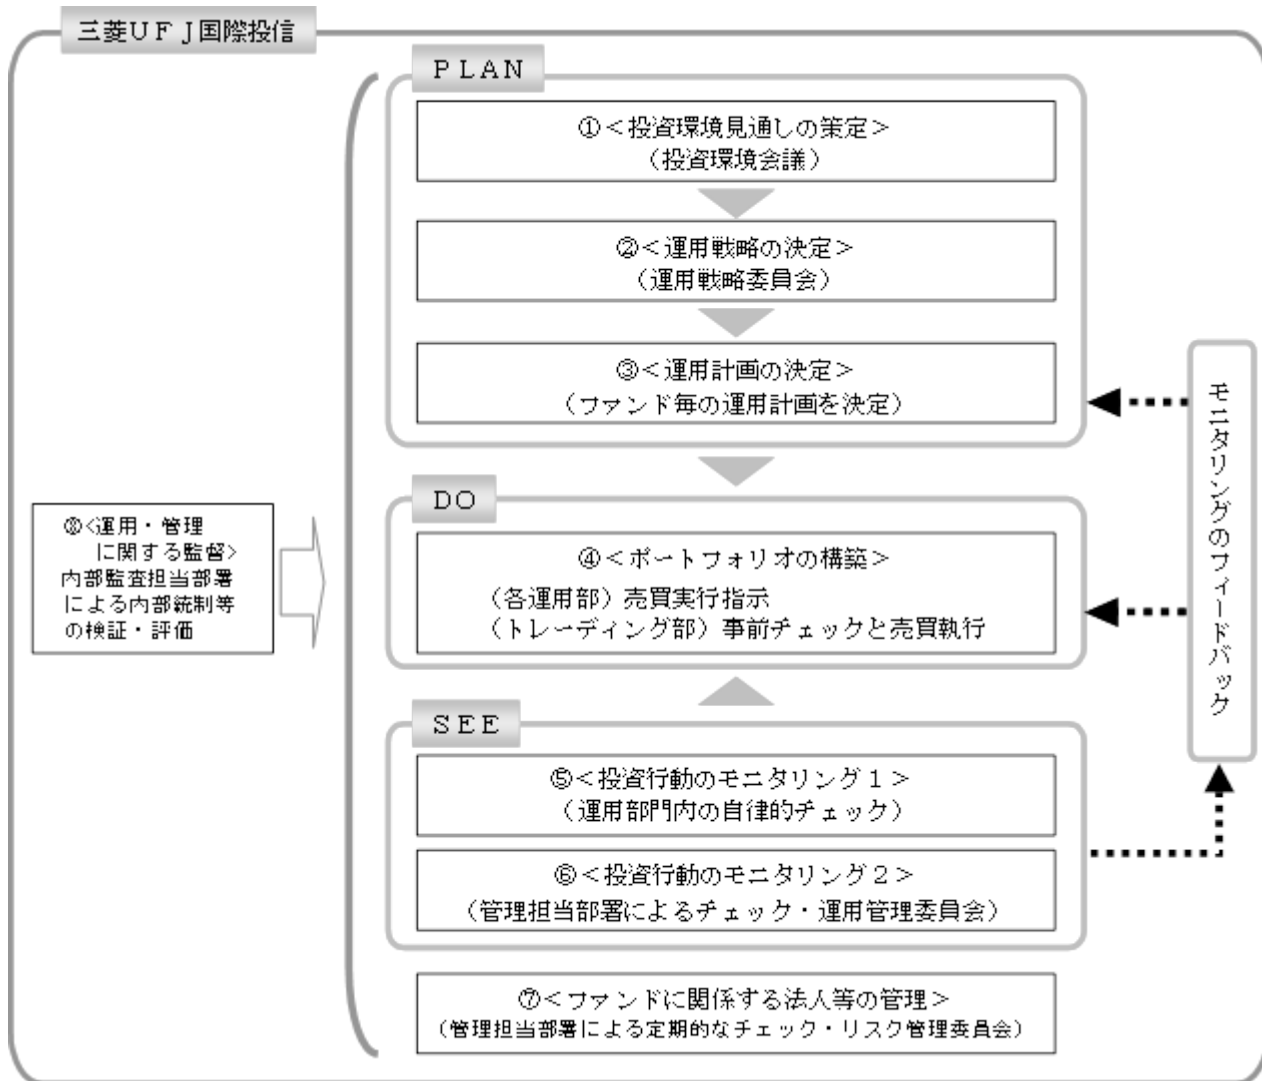 三菱ＵＦＪ国際投信
ＰＬＡＮ
①＜投資環境見通しの策定＞
（投資環境会議）
②＜運用戦略の決定＞
（運用戦略委員会）
③＜運用計画の決定＞
（ファンド毎の運用計画を決定）
ＤＯ
④＜ポートフォリオの構築＞
（各運用部）売買実行指示
（トレーディング部）事前チェックと売買執行
ＳＥＥ
⑤＜投資行動のモニタリング１＞
（運用部門内の自律的チェック）
⑥＜投資行動のモニタリング２＞
（管理担当部署によるチェック・運用管理委員会）
⑦＜ファンドに関係する法人等の管理＞
（管理担当部署による定期的なチェック・リスク管理委員会）
⑧<運用・管理
に関する監督>
内部監査担当部署
による内部統制等
の検証・評価
モニタリングのフィードバック